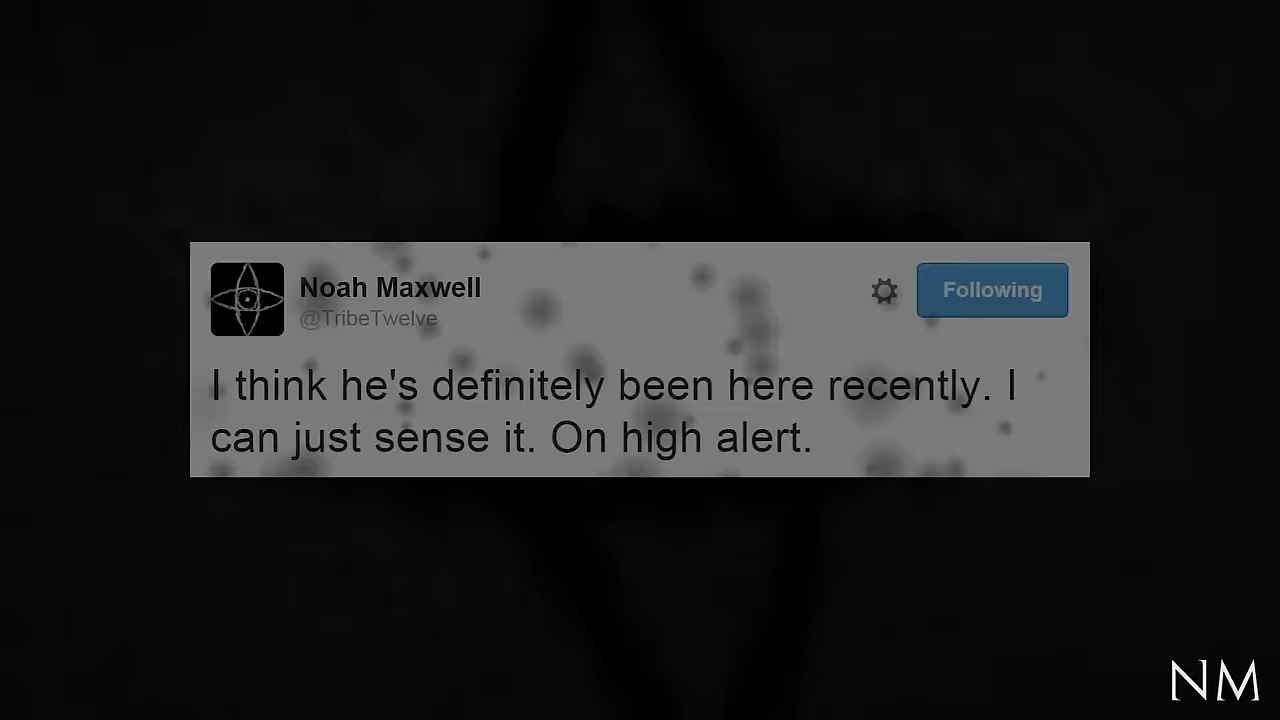 Noah Maxwell
@TribeTwelve
Following
I think he's definitely been here recently. I
can just sense it. On high alert.
NM